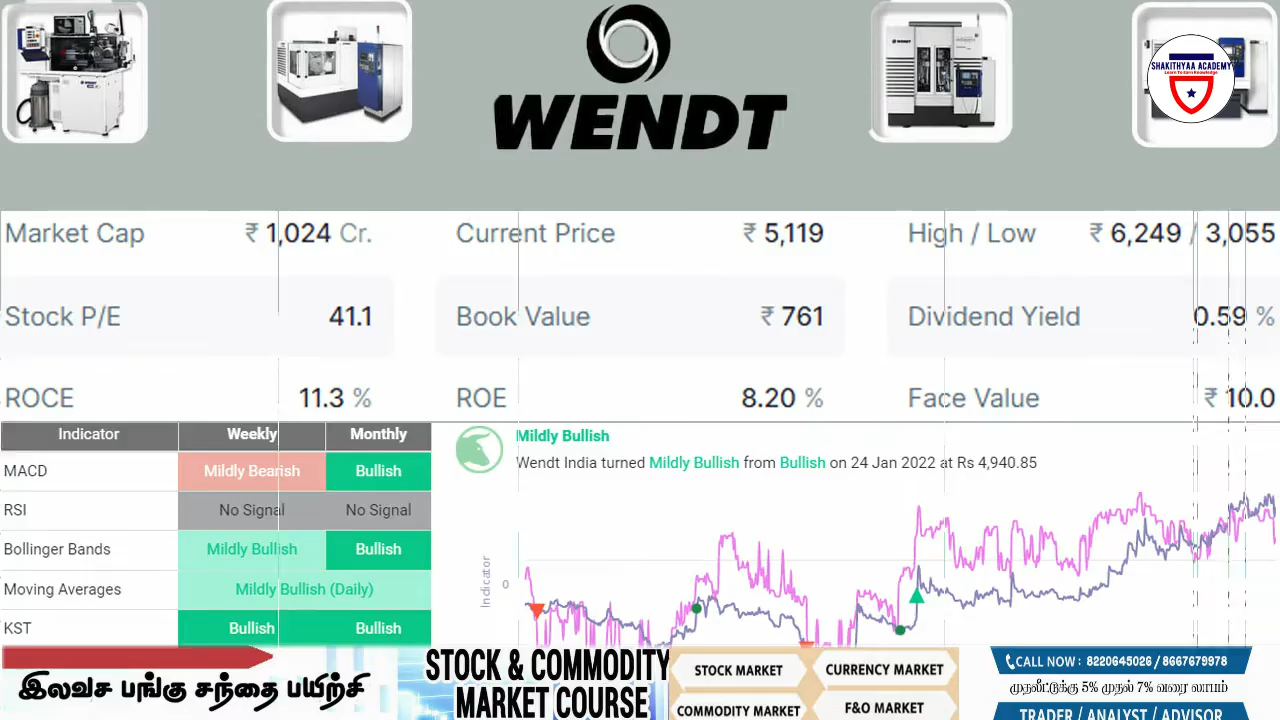 WENDT
SHAKITHYAA ACADEMY
Learn To Earn Knowledge
Market Cap ₹ 1,024 Cr.
Current Price ₹ 5,119
High / Low ₹ 6,249 / 3,055
Stock P/E 41.1
Book Value ₹ 761
Dividend Yield 0.59 %
ROCE 11.3 %
ROE 8.20 %
Face Value ₹ 10.0
Indicator Weekly Monthly
MACD Mildly Bearish Bullish
RSI No Signal No Signal
Bollinger Bands Mildly Bullish Bullish
Moving Averages Mildly Bullish (Daily)
KST Bullish Bullish
Mildly Bullish
Wendt India turned Mildly Bullish from Bullish on 24 Jan 2022 at Rs 4,940.85
Indicator
0
இலவச பங்கு சந்தை பயிற்சி
STOCK & COMMODITY
MARKET COURSE
STOCK MARKET
CURRENCY MARKET
COMMODITY MARKET
F&O MARKET
CALL NOW : 8220645026 / 8667679978
முதலீட்டுக்கு 5% முதல் 7% வரை லாபம்
TRADER / ANALYST / ADVISOR